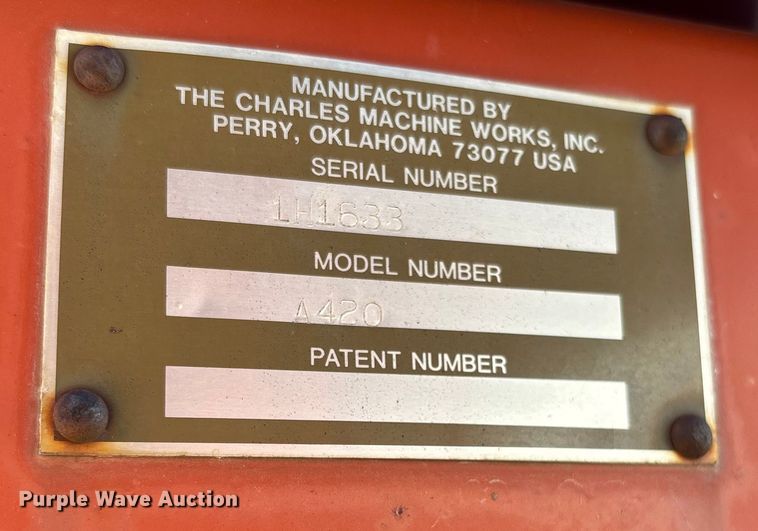 MANUFACTURED BY
THE CHARLES MACHINE WORKS, INC.
PERRY, OKLAHOMA 73077 USA
SERIAL NUMBER
1H1633
MODEL NUMBER
A420
PATENT NUMBER
Purple Wave Auction